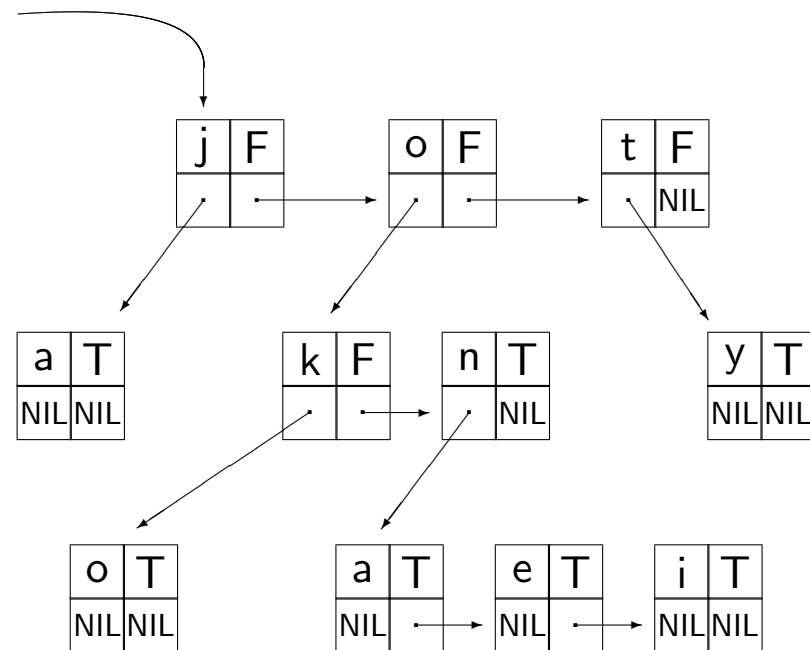 j F o F t F
NIL
a T k F n T y T
NIL NIL NIL NIL NIL
o T a T e T i T
NIL NIL NIL NIL NIL NIL